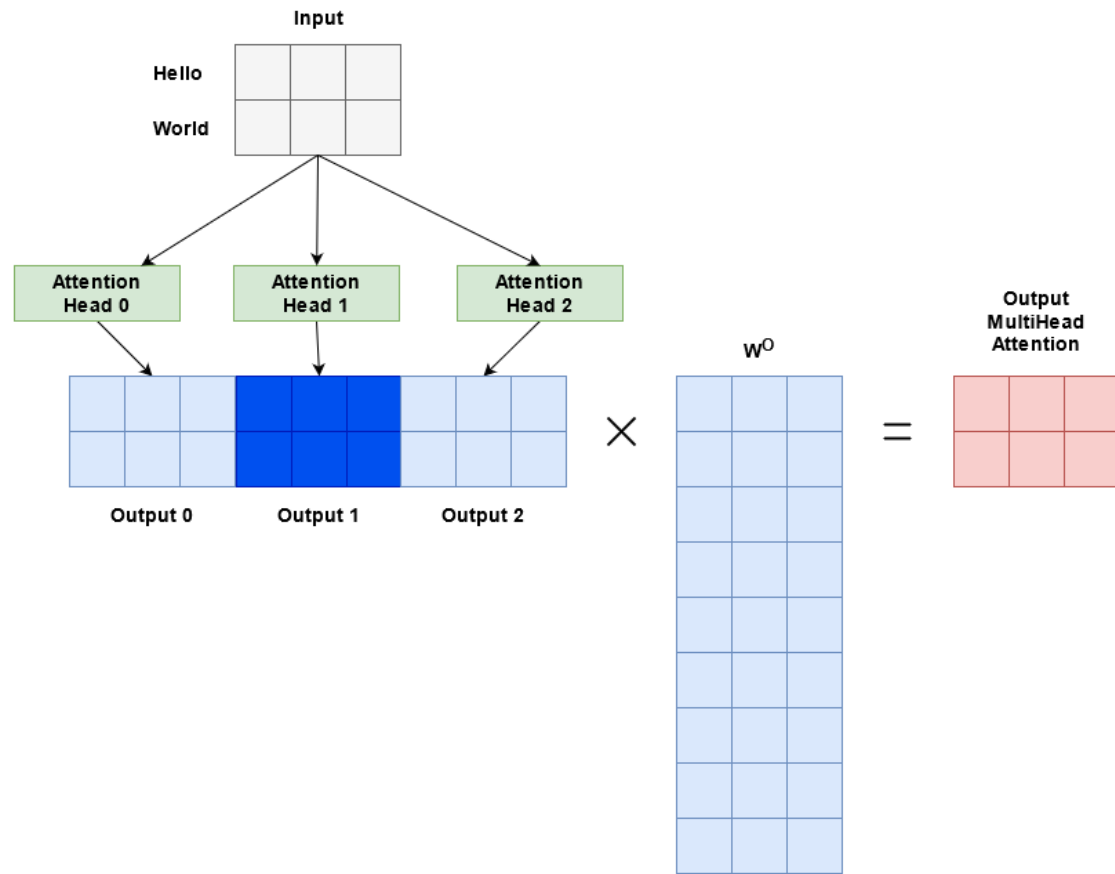 Input
Hello
World
Attention
Head 0
Attention
Head 1
Attention
Head 2
Output 0
Output 1
Output 2
×
W^O
=
Output
MultiHead
Attention